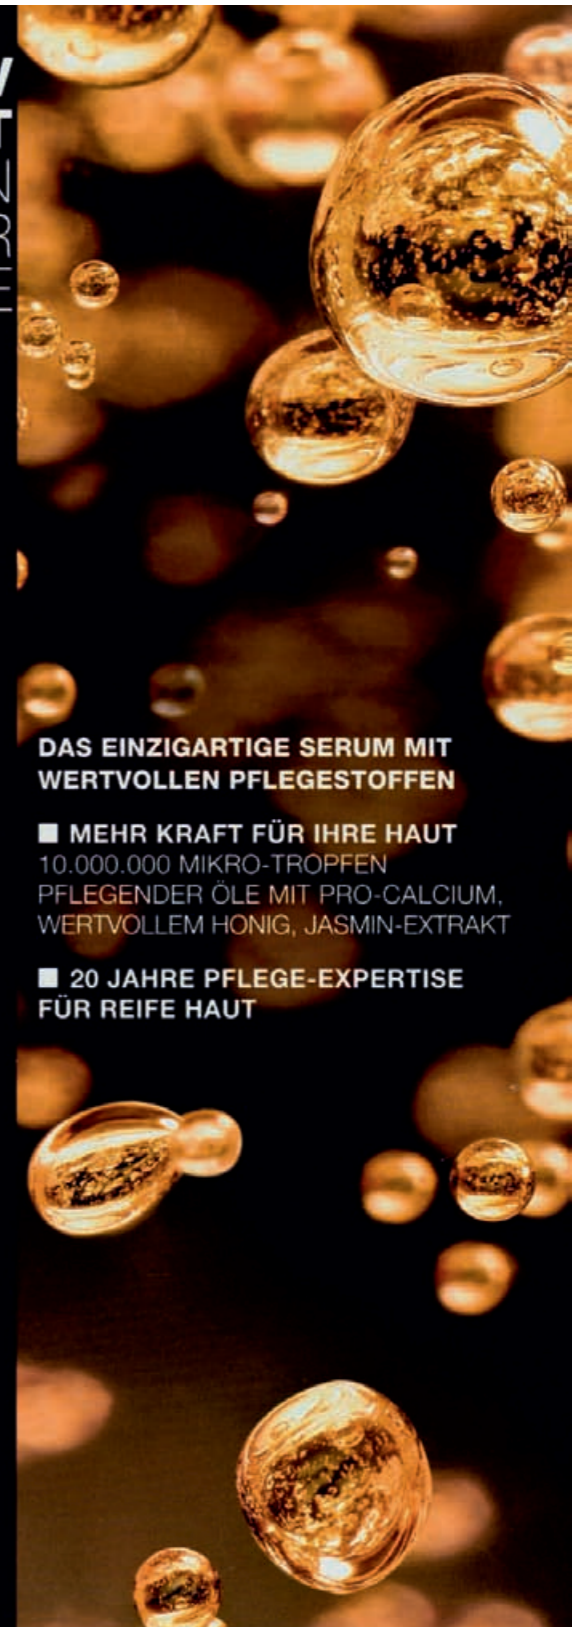 DAS EINZIGARTIGE SERUM MIT
WERTVOLLEN PFLEGESTOFFEN
■ MEHR KRAFT FÜR IHRE HAUT
10.000.000 MIKRO-TROPFEN
PFLEGENDER ÖLE MIT PRO-CALCIUM,
WERTVOLLEM HONIG, JASMIN-EXTRAKT
■ 20 JAHRE PFLEGE-EXPERTISE
FÜR REIFE HAUT